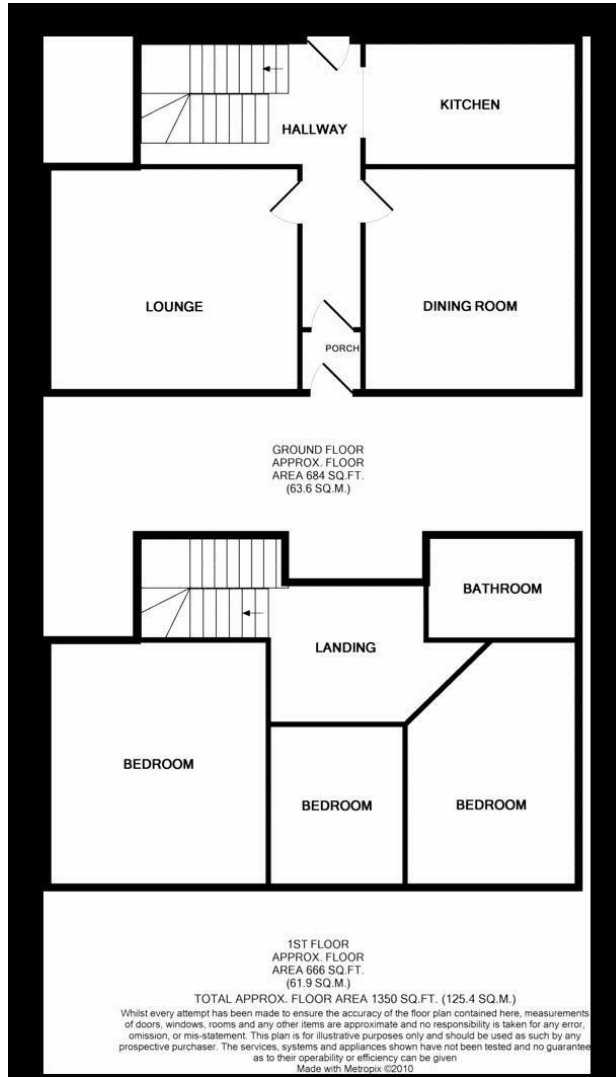 KITCHEN
HALLWAY
LOUNGE
DINING ROOM
PORCH
GROUND FLOOR
APPROX. FLOOR
AREA 684 SQ.FT.
(63.6 SQ.M.)
BATHROOM
LANDING
BEDROOM
BEDROOM
BEDROOM
1ST FLOOR
APPROX. FLOOR
AREA 666 SQ.FT.
(61.9 SQ.M.)
TOTAL APPROX. FLOOR AREA 1350 SQ.FT. (125.4 SQ.M.)
Whilst every attempt has been made to ensure the accuracy of the floor plan contained here, measurements
of doors, windows, rooms and any other items are approximate and no responsibility is taken for any error,
omission, or mis-statement. This plan is for illustrative purposes only and should be used as such by any
prospective purchaser. The services, systems and appliances shown have not been tested and no guarantee
as to their operability or efficiency can be given
Made with Metropix ©2010